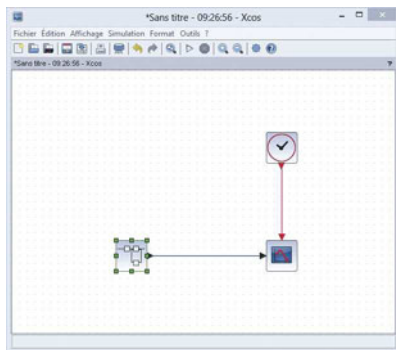 *Sans titre - 09:26:56 - Xcos
Fichier Édition Affichage Simulation Format Outils ?
*Sans titre - 09:26:56 - Xcos ?